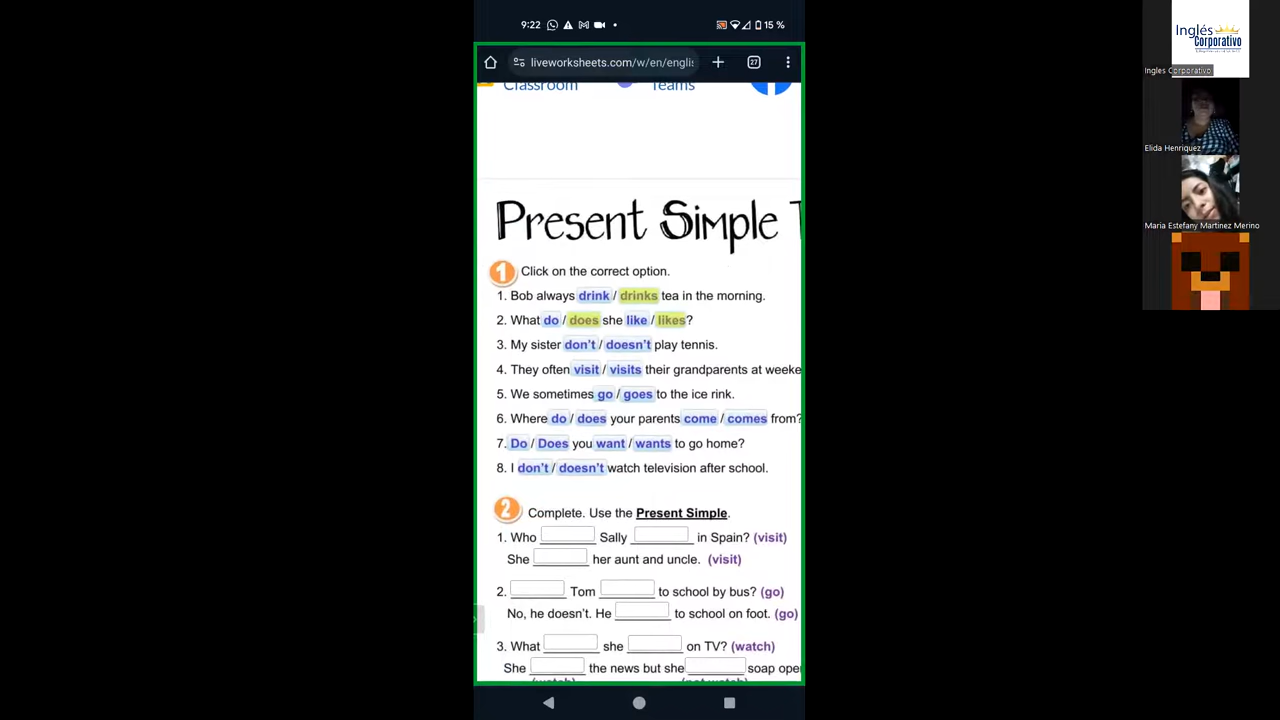 9:22
15 %
liveworksheets.com/w/en/englis
27
Classroom
Teams
Present Simple T
1 Click on the correct option.
1. Bob always drink / drinks tea in the morning.
2. What do / does she like / likes?
3. My sister don't / doesn't play tennis.
4. They often visit / visits their grandparents at weeke
5. We sometimes go / goes to the ice rink.
6. Where do / does your parents come / comes from?
7. Do / Does you want / wants to go home?
8. I don't / doesn't watch television after school.
2 Complete. Use the Present Simple.
1. Who Sally in Spain? (visit)
She her aunt and uncle. (visit)
2. Tom to school by bus? (go)
No, he doesn't. He to school on foot. (go)
3. What she on TV? (watch)
She the news but she soap ope
(watch) (not watch)
Inglés
Corporativo
Ingles Corporativo
Elida Henriquez
Maria Estefany Martinez Merino